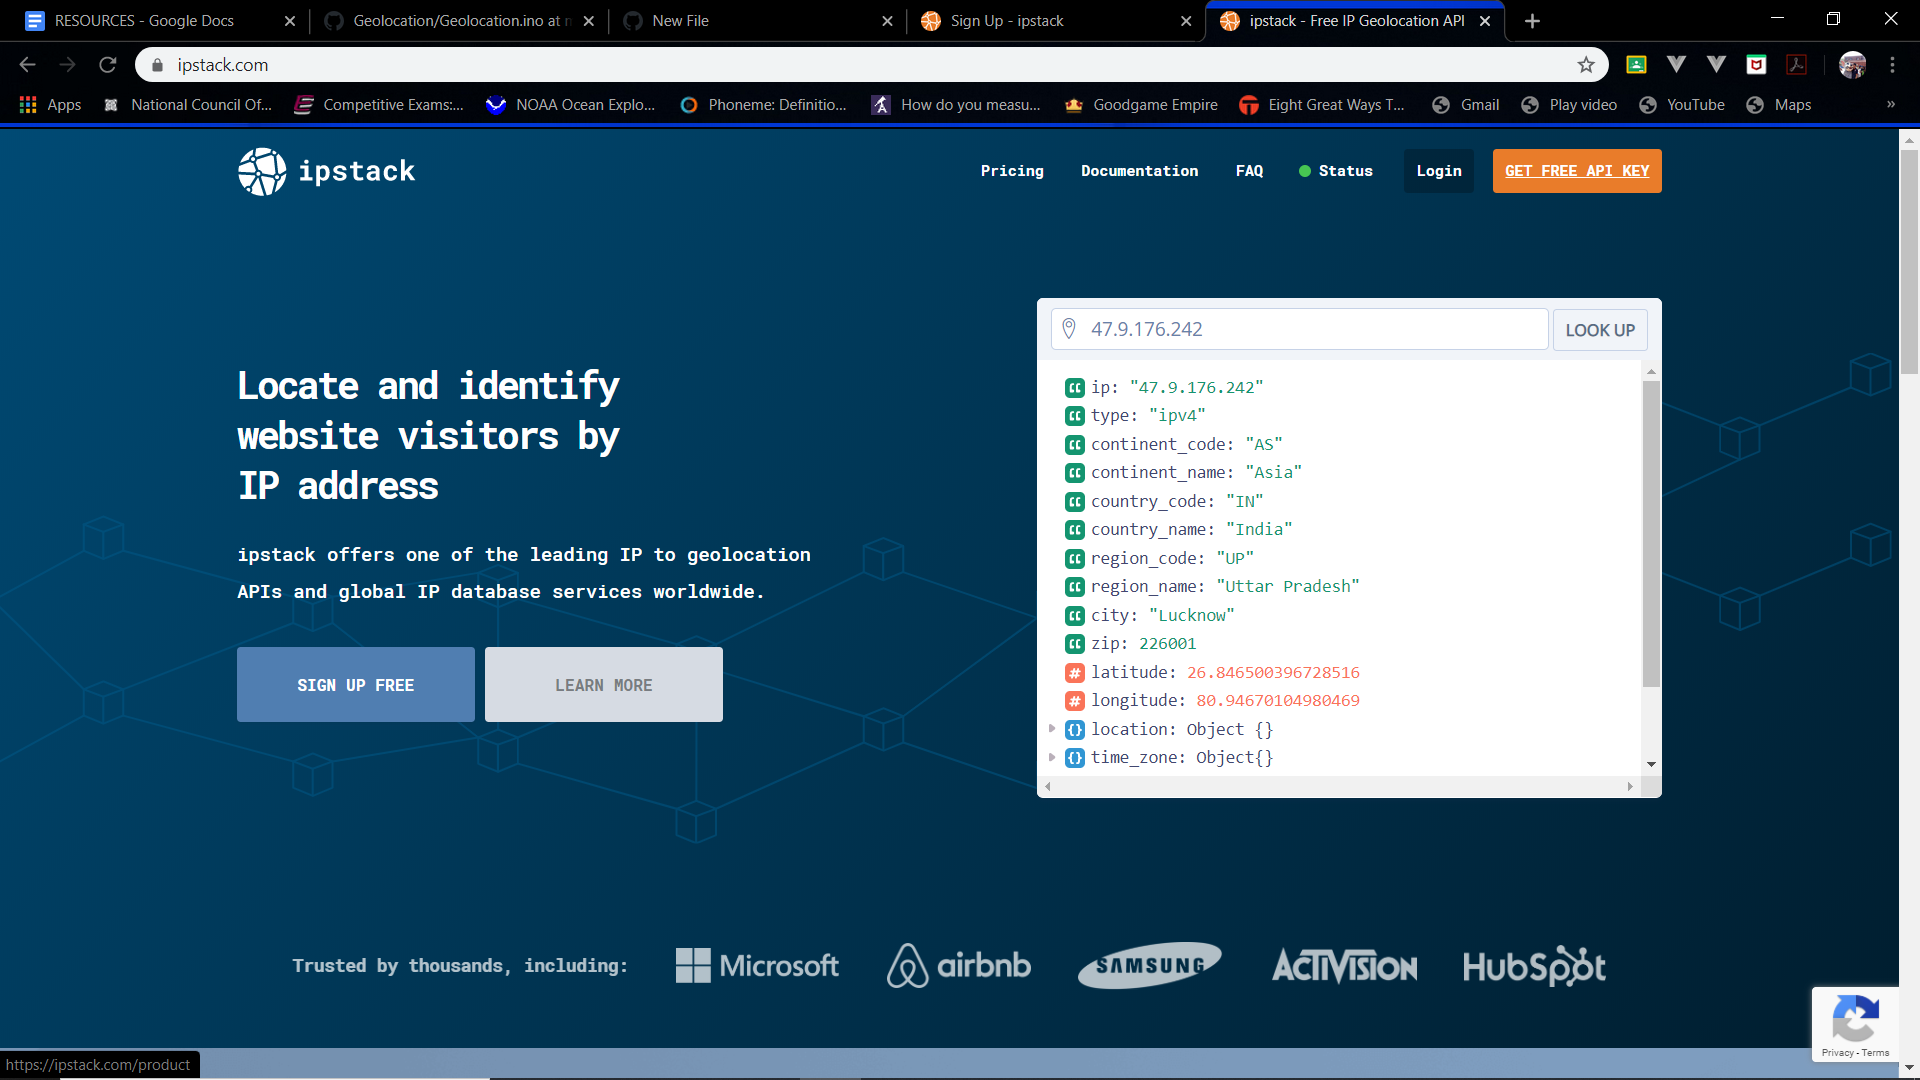 RESOURCES - Google Docs
Geolocation/Geolocation.ino at m
New File
Sign Up - ipstack
ipstack - Free IP Geolocation API
ipstack.com
Apps
National Council Of...
Competitive Exams:...
NOAA Ocean Explo...
Phoneme: Definitio...
How do you measu...
Goodgame Empire
Eight Great Ways T...
Gmail
Play video
YouTube
Maps
»
ipstack
Pricing
Documentation
FAQ
Status
Login
GET FREE API KEY
Locate and identify
website visitors by
IP address
ipstack offers one of the leading IP to geolocation
APIs and global IP database services worldwide.
SIGN UP FREE
LEARN MORE
47.9.176.242
LOOK UP
ip: "47.9.176.242"
type: "ipv4"
continent_code: "AS"
continent_name: "Asia"
country_code: "IN"
country_name: "India"
region_code: "UP"
region_name: "Uttar Pradesh"
city: "Lucknow"
zip: 226001
# latitude: 26.846500396728516
# longitude: 80.94670104980469
{} location: Object {}
{} time_zone: Object{}
Trusted by thousands, including:
Microsoft
airbnb
SAMSUNG
ACTIVISION
HubSpot
Privacy - Terms
https://ipstack.com/product